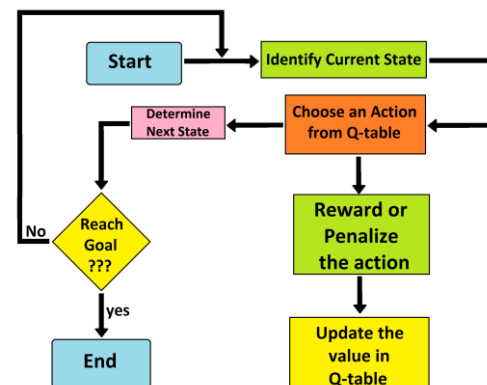 Start
Identify Current State
Determine
Next State
Choose an Action
from Q-table
No
Reach
Goal
???
Reward or
Penalize
the action
yes
End
Update the
value in
Q-table